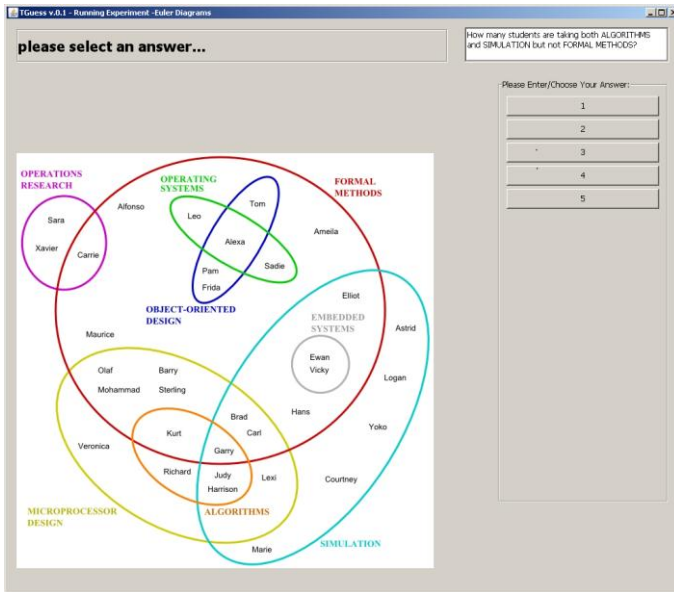 TGuess v.0.1 - Running Experiment -Euler Diagrams
please select an answer...
How many students are taking both ALGORITHMS
and SIMULATION but not FORMAL METHODS?
Please Enter/Choose Your Answer:
1
2
3
4
5
OPERATIONS
RESEARCH
OPERATING
SYSTEMS
FORMAL
METHODS
Sara
Alfonso
Leo
Tom
Ameila
Xavier
Carrie
Alexa
Pam
Sadie
Frida
OBJECT-ORIENTED
DESIGN
Elliot
EMBEDDED
SYSTEMS
Astrid
Maurice
Ewan
Vicky
Olaf
Barry
Logan
Mohammad
Sterling
Hans
Brad
Yoko
Kurt
Carl
Veronica
Garry
Richard
Judy
Lexi
Courtney
Harrison
MICROPROCESSOR
DESIGN
ALGORITHMS
SIMULATION
Marie